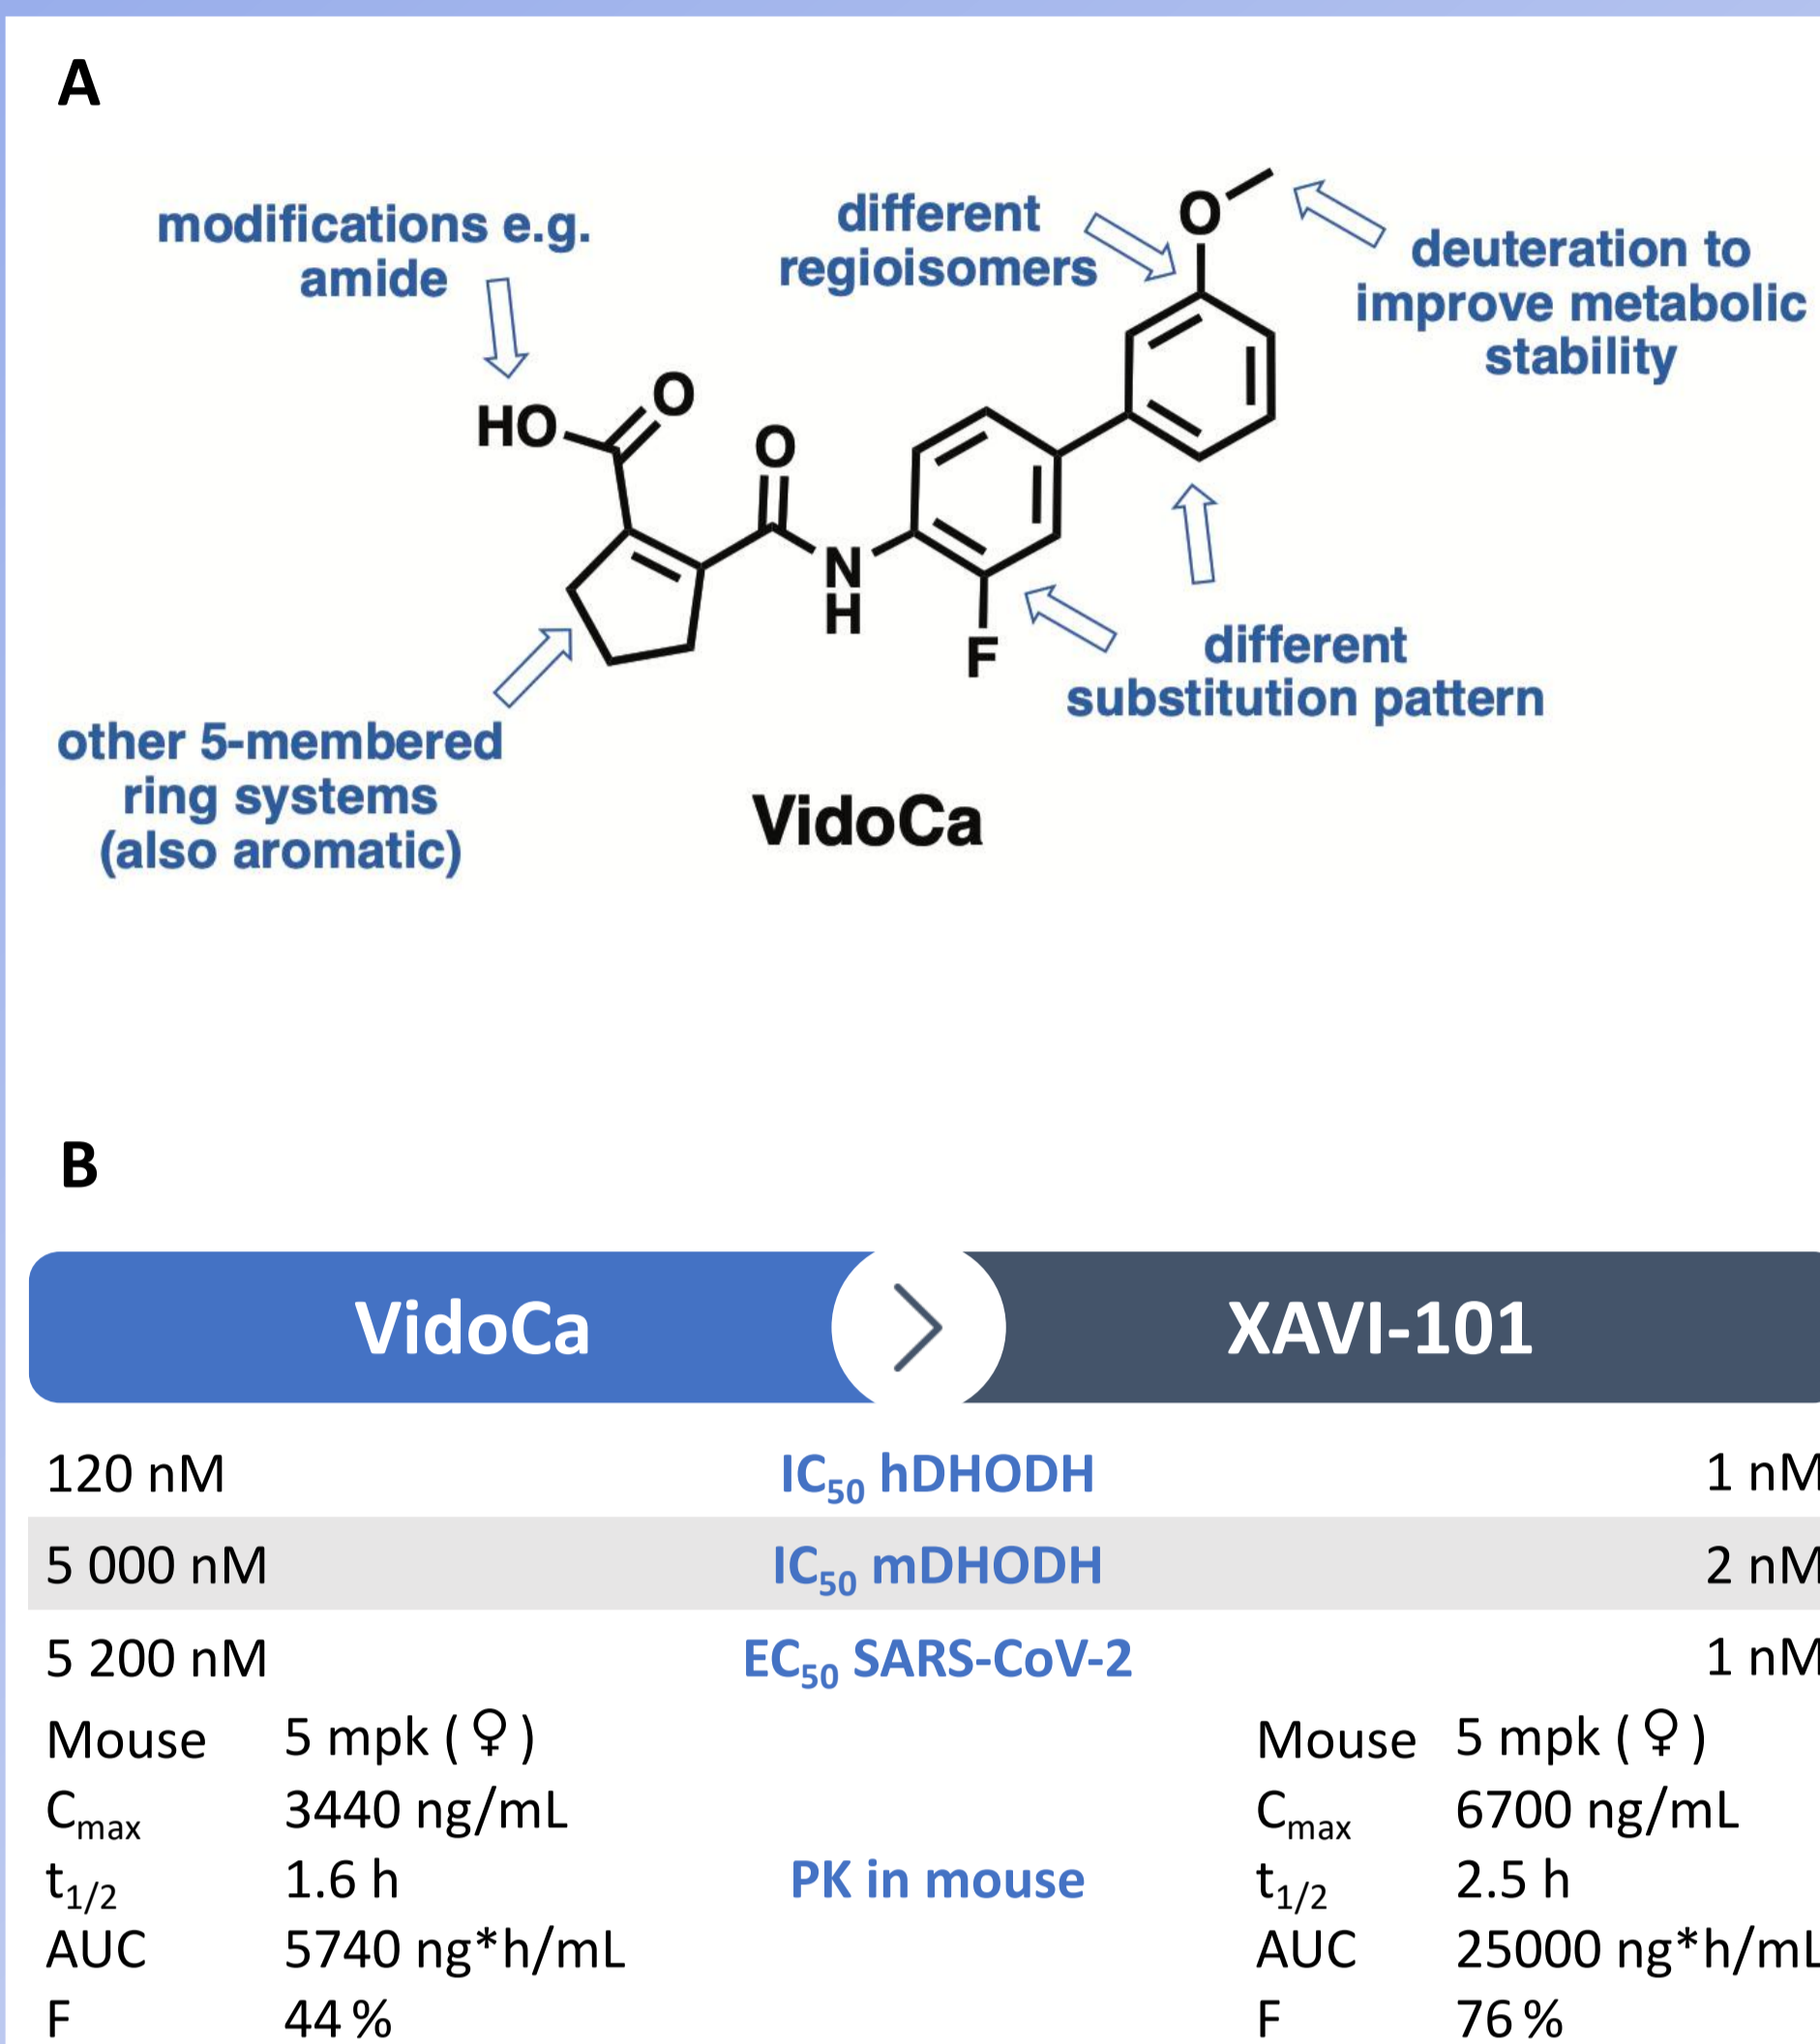 A
modifications e.g.
amide
different
regioisomers
deuteration to
improve metabolic
stability
O
HO
O
O
N
H
F
different
substitution pattern
other 5-membered
ring systems
(also aromatic)
VidoCa
B
VidoCa > XAVI-101
120 nM IC50 hDHODH 1 nM
5 000 nM IC50 mDHODH 2 nM
5 200 nM EC50 SARS-CoV-2 1 nM
Mouse 5 mpk (♀) Mouse 5 mpk (♀)
Cmax 3440 ng/mL Cmax 6700 ng/mL
t1/2 1.6 h PK in mouse t1/2 2.5 h
AUC 5740 ng*h/mL AUC 25000 ng*h/mL
F 44% F 76%